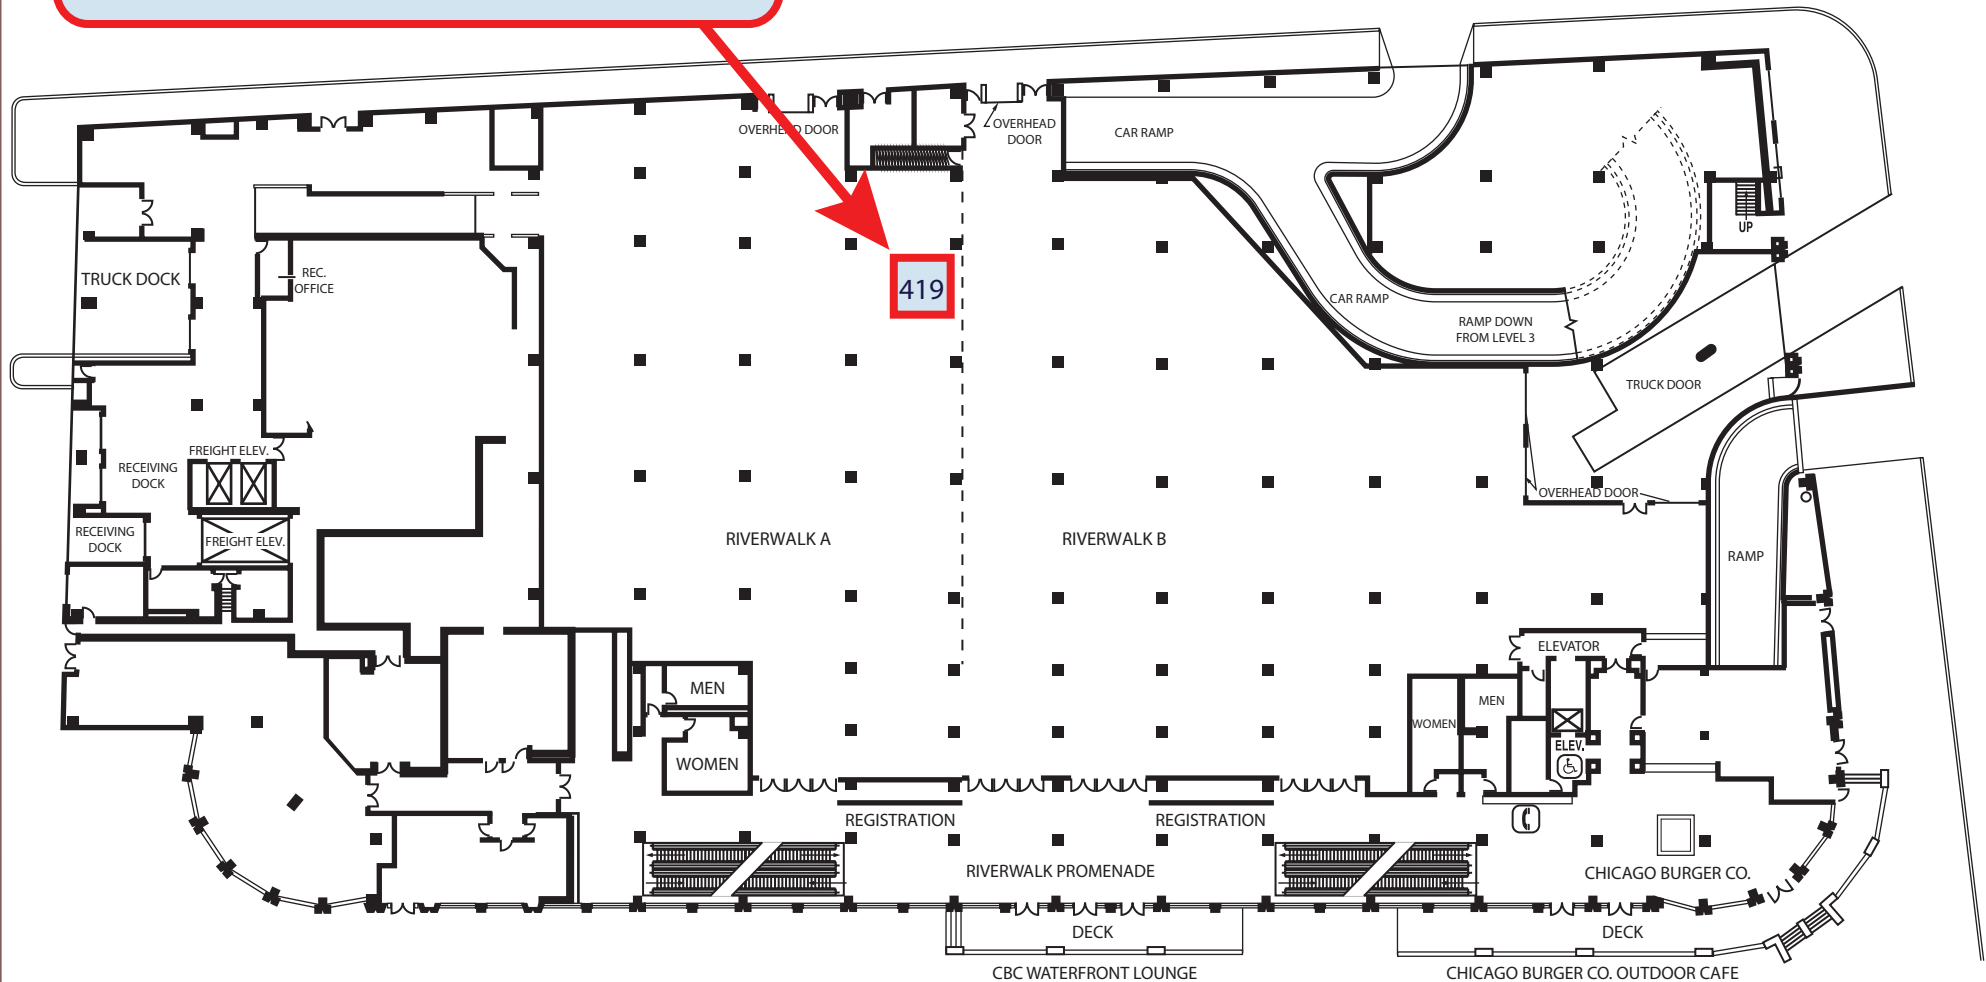 OVERHEAD DOOR
OVERHEAD
DOOR
CAR RAMP
UP
TRUCK DOCK
REC.
OFFICE
419
CAR RAMP
RAMP DOWN
FROM LEVEL 3
TRUCK DOOR
FREIGHT ELEV.
RECEIVING
DOCK
OVERHEAD DOOR
RECEIVING
DOCK
FREIGHT ELEV.
RIVERWALK A
RIVERWALK B
RAMP
ELEVATOR
MEN
MEN
WOMEN
ELEV.
WOMEN
REGISTRATION
REGISTRATION
RIVERWALK PROMENADE
CHICAGO BURGER CO.
DECK
DECK
CBC WATERFRONT LOUNGE
CHICAGO BURGER CO. OUTDOOR CAFE